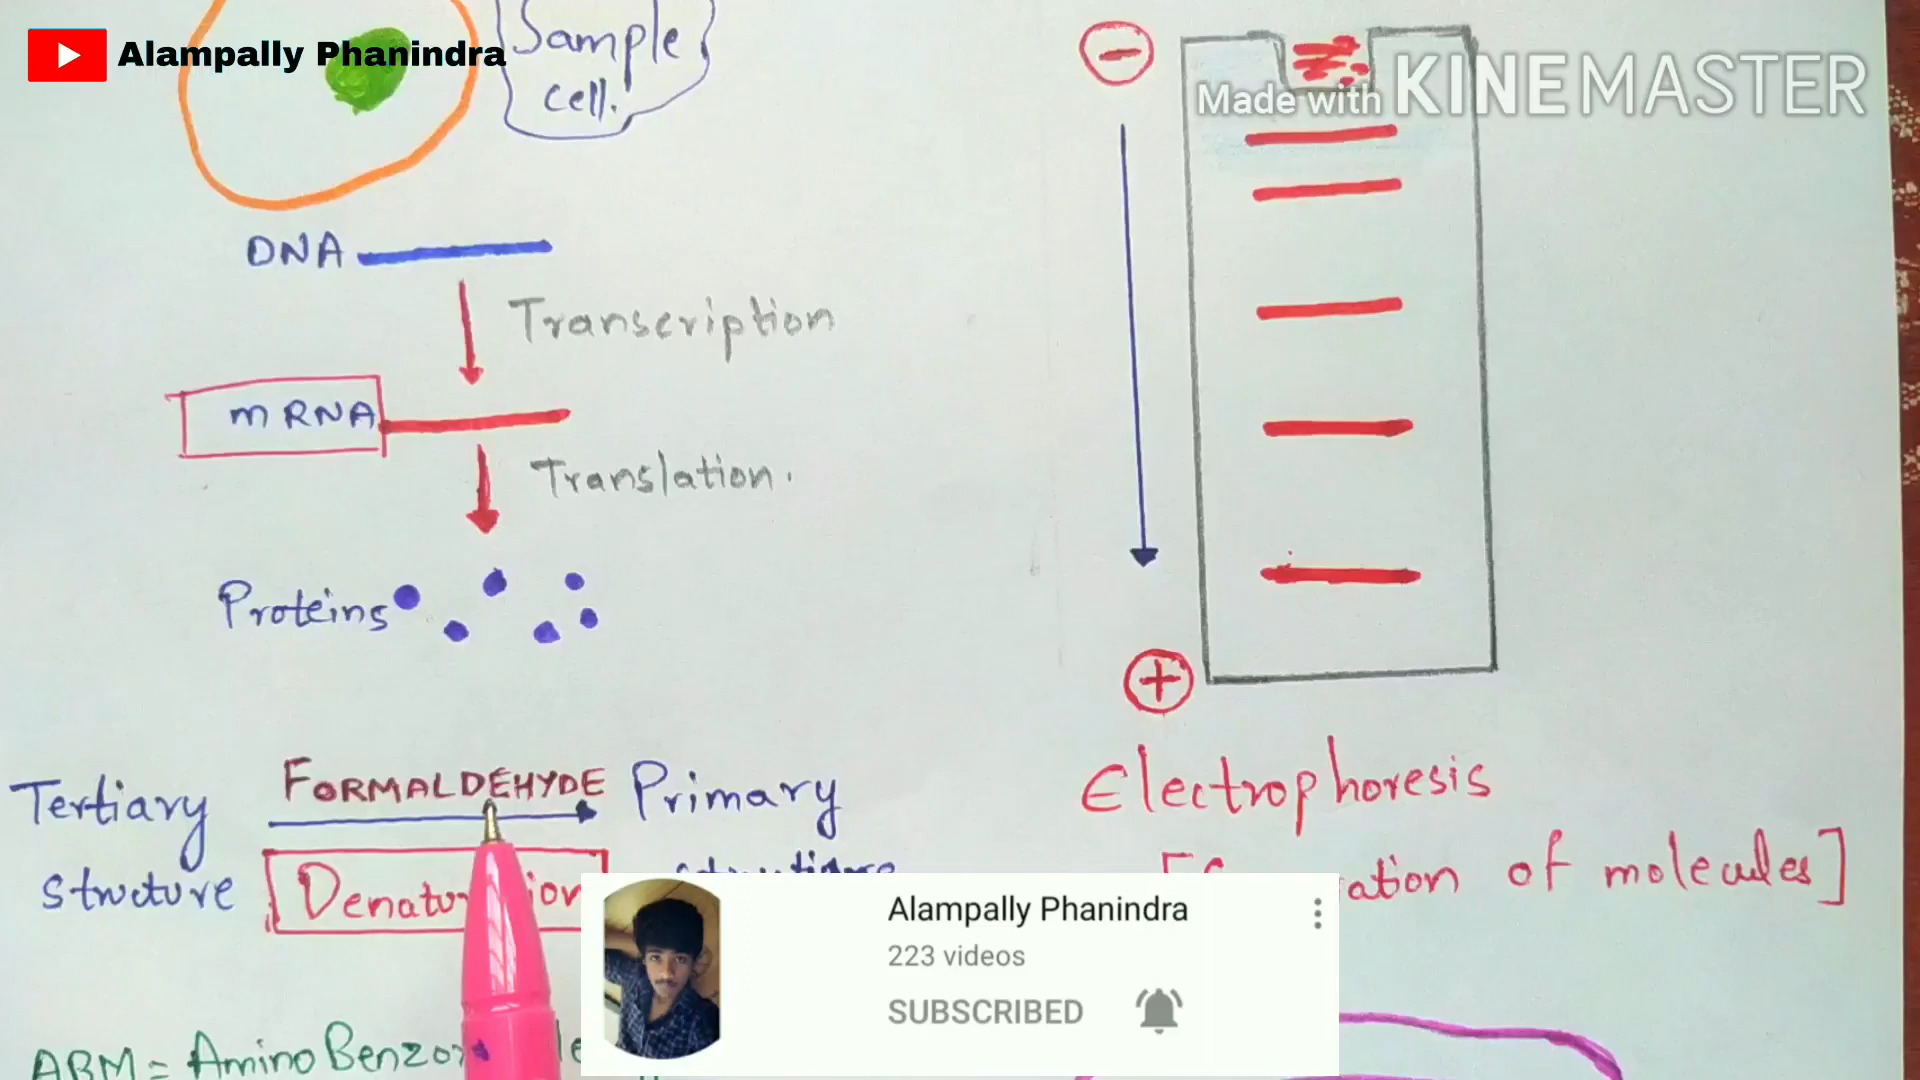 Alampally Phanindra
Sample
cell.
Made with KINEMASTER
DNA
Transcription
mRNA
Translation.
Proteins
Tertiary
structure
FORMALDEHYDE
Primary
Electrophoresis
ation of molecules]
ABM = Amino
Alampally Phanindra
223 videos
SUBSCRIBED